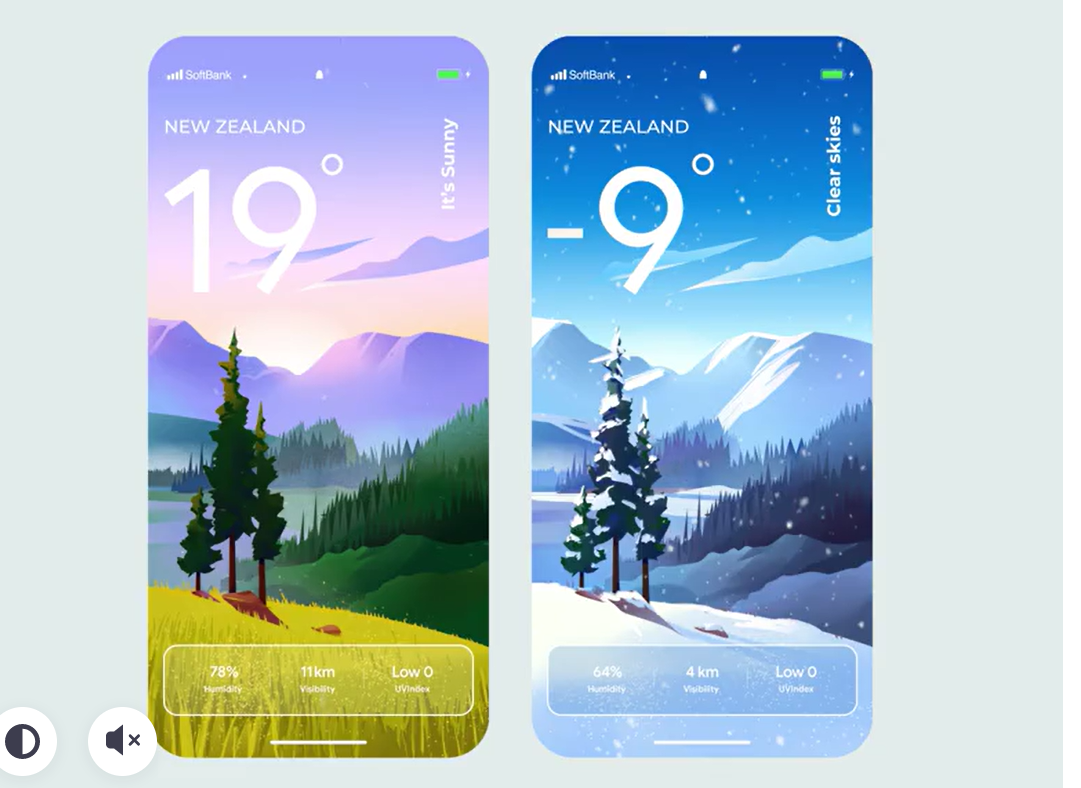 SoftBank
NEW ZEALAND
19°
It's Sunny
78% 11km Low 0
Humidity Visibility UVIndex
SoftBank
NEW ZEALAND
-9°
Clear skies
64% 4 km Low 0
Humidity Visibility UVIndex